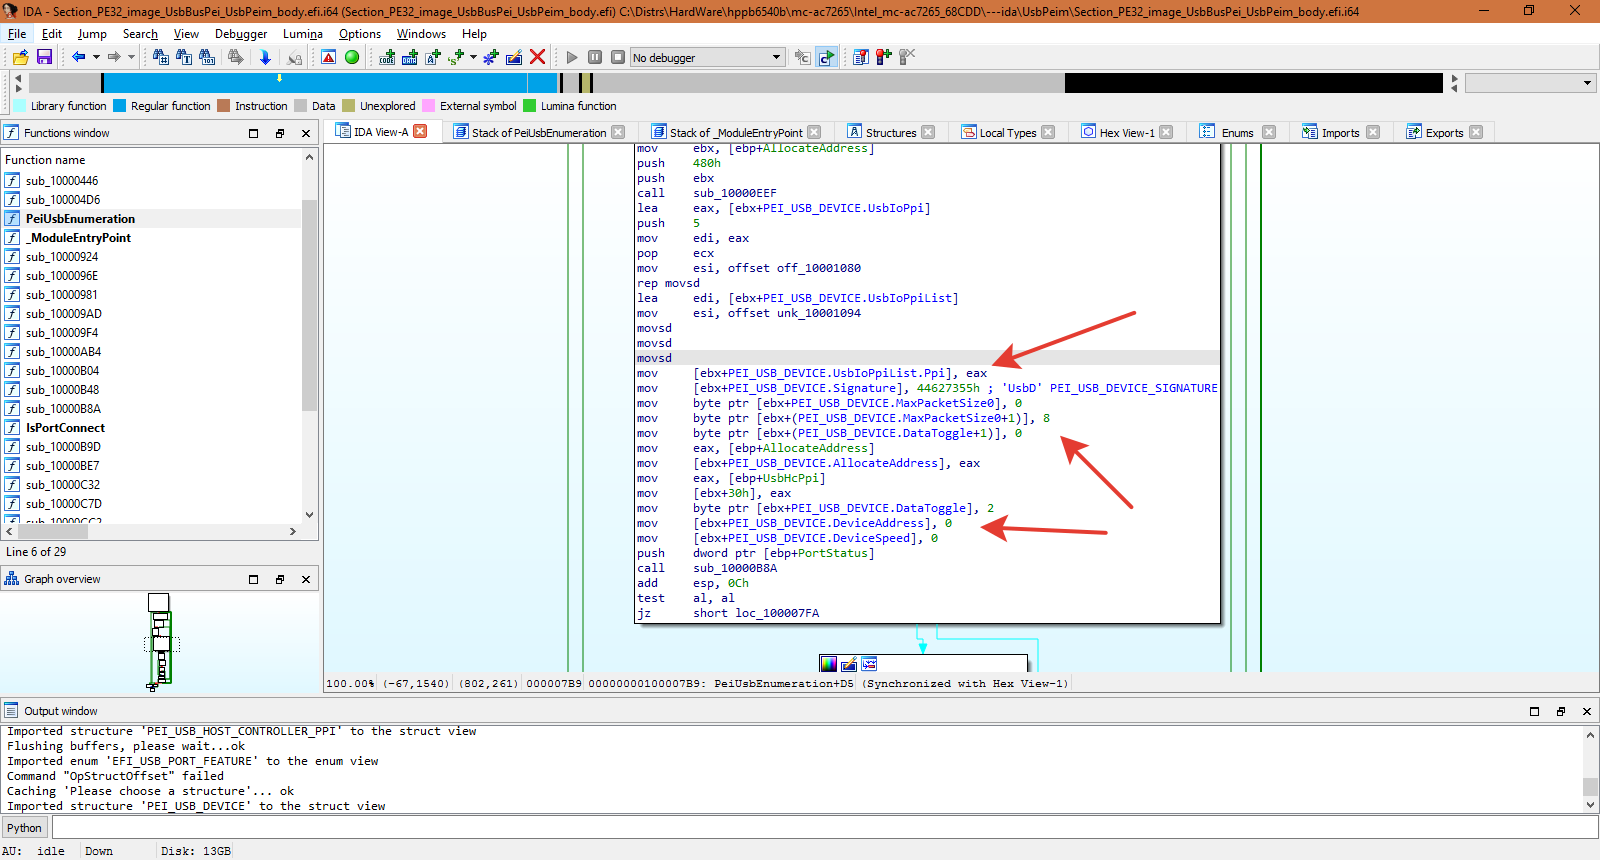 IDA - Section_PE32_image_UsbBusPei_UsbPeim_body.efi.i64 (Section_PE32_image_UsbBusPei_UsbPeim_body.efi) C:\Distrs\HardWare\hppb6540b\mc-ac7265\Intel_mc-ac7265_68CDD\---ida\UsbPeim\Section_PE32_image_UsbBusPei_UsbPeim_body.efi.i64
File Edit Jump Search View Debugger Lumina Options Windows Help
No debugger
Library function Regular function Instruction Data Unexplored External symbol Lumina function
Functions window
IDA View-A Stack of PeiUsbEnumeration Stack of _ModuleEntryPoint Structures Local Types Hex View-1 Enums Imports Exports
Function name
sub_10000446
sub_100004D6
PeiUsbEnumeration
_ModuleEntryPoint
sub_10000924
sub_1000096E
sub_10000981
sub_100009AD
sub_100009F4
sub_10000AB4
sub_10000B04
sub_10000B48
sub_10000B8A
IsPortConnect
sub_10000B9D
sub_10000BE7
sub_10000C32
sub_10000C7D
sub_10000CC2
Line 6 of 29
Graph overview
mov ebx, [ebp+AllocateAddress]
push 480h
push ebx
call sub_10000EEF
lea eax, [ebx+PEI_USB_DEVICE.UsbIoPpi]
push 5
mov edi, eax
pop ecx
mov esi, offset off_10001080
rep movsd
lea edi, [ebx+PEI_USB_DEVICE.UsbIoPpiList]
mov esi, offset unk_10001094
movsd
movsd
movsd
mov [ebx+PEI_USB_DEVICE.UsbIoPpiList.Ppi], eax
mov [ebx+PEI_USB_DEVICE.Signature], 44627355h ; 'UsbD' PEI_USB_DEVICE_SIGNATURE
mov byte ptr [ebx+PEI_USB_DEVICE.MaxPacketSize0], 0
mov byte ptr [ebx+(PEI_USB_DEVICE.MaxPacketSize0+1)], 8
mov byte ptr [ebx+(PEI_USB_DEVICE.DataToggle+1)], 0
mov eax, [ebp+AllocateAddress]
mov [ebx+PEI_USB_DEVICE.AllocateAddress], eax
mov eax, [ebp+UsbHcPpi]
mov [ebx+30h], eax
mov byte ptr [ebx+PEI_USB_DEVICE.DataToggle], 2
mov [ebx+PEI_USB_DEVICE.DeviceAddress], 0
mov [ebx+PEI_USB_DEVICE.DeviceSpeed], 0
push dword ptr [ebp+PortStatus]
call sub_10000B8A
add esp, 0Ch
test al, al
jz short loc_100007FA
100.00% (-67,1540) (802,261) 000007B9 00000000100007B9: PeiUsbEnumeration+D5 (Synchronized with Hex View-1)
Output window
Imported structure 'PEI_USB_HOST_CONTROLLER_PPI' to the struct view
Flushing buffers, please wait...ok
Imported enum 'EFI_USB_PORT_FEATURE' to the enum view
Command "OpStructOffset" failed
Caching 'Please choose a structure'... ok
Imported structure 'PEI_USB_DEVICE' to the struct view
Python
AU: idle Down Disk: 13GB